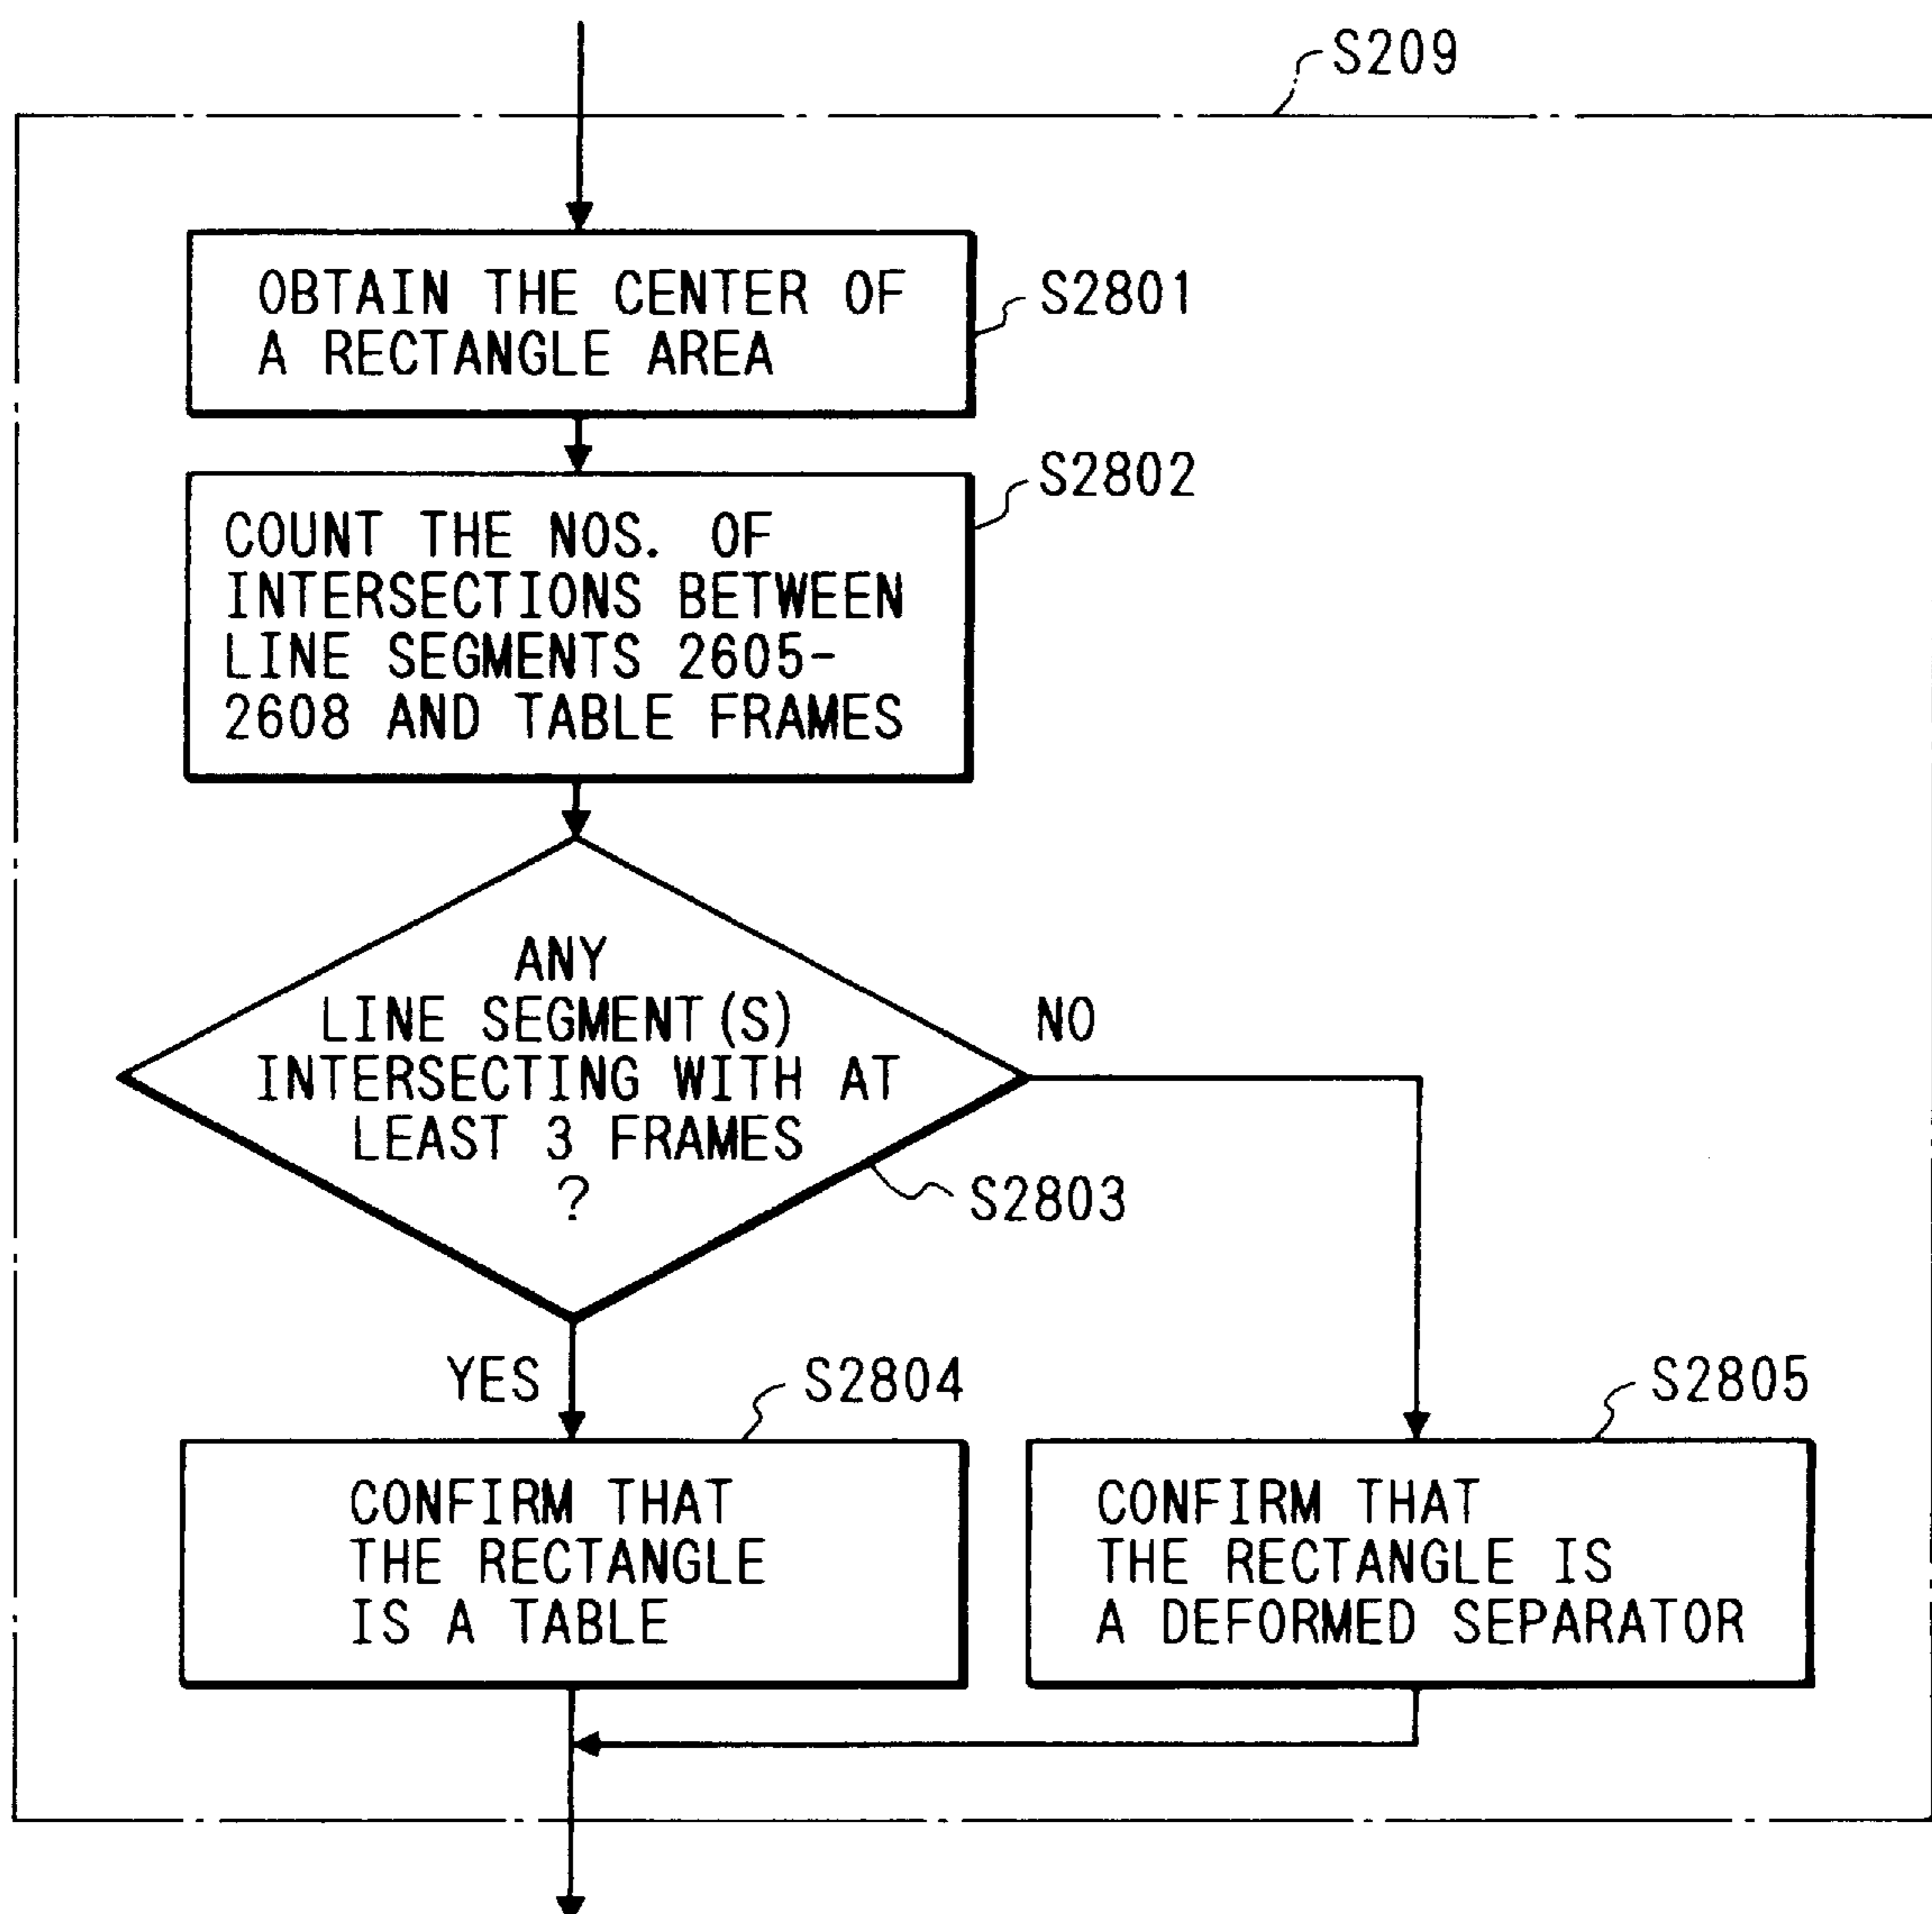 S209
OBTAIN THE CENTER OF
A RECTANGLE AREA
S2801
COUNT THE NOS. OF
INTERSECTIONS BETWEEN
LINE SEGMENTS 2605-
2608 AND TABLE FRAMES
S2802
ANY
LINE SEGMENT(S)
INTERSECTING WITH AT
LEAST 3 FRAMES
?
NO
S2803
YES
S2804
CONFIRM THAT
THE RECTANGLE
IS A TABLE
S2805
CONFIRM THAT
THE RECTANGLE IS
A DEFORMED SEPARATOR